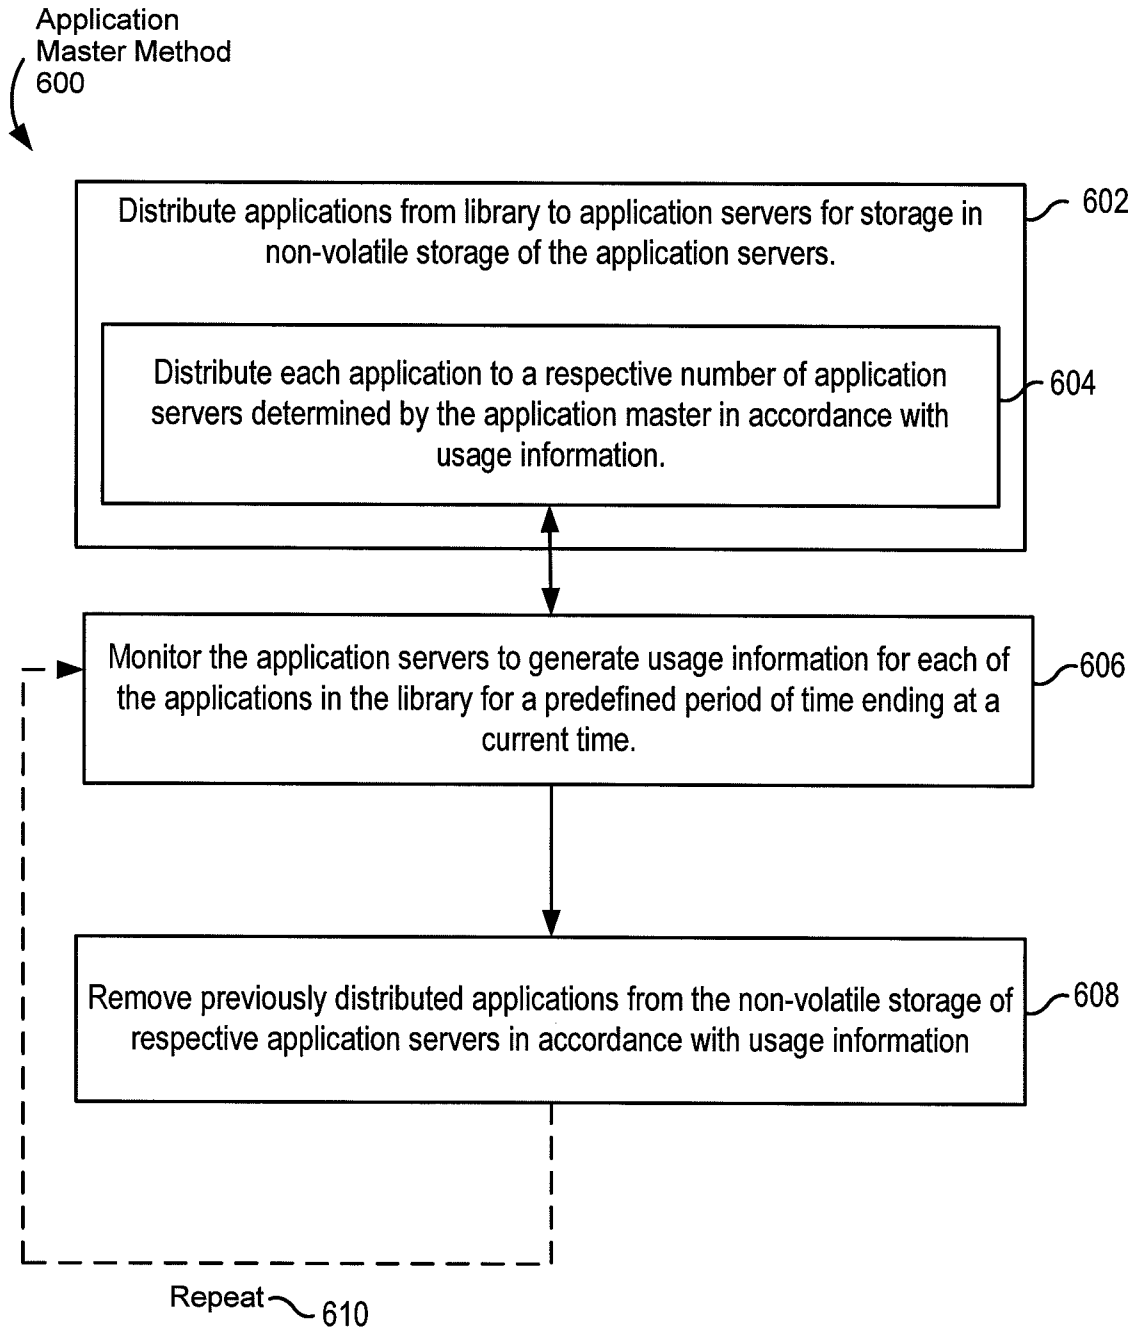 Application
Master Method
600
Distribute applications from library to application servers for storage in
non-volatile storage of the application servers.
602
Distribute each application to a respective number of application
servers determined by the application master in accordance with
usage information.
604
Monitor the application servers to generate usage information for each of
the applications in the library for a predefined period of time ending at a
current time.
606
Remove previously distributed applications from the non-volatile storage of
respective application servers in accordance with usage information
608
Repeat
610